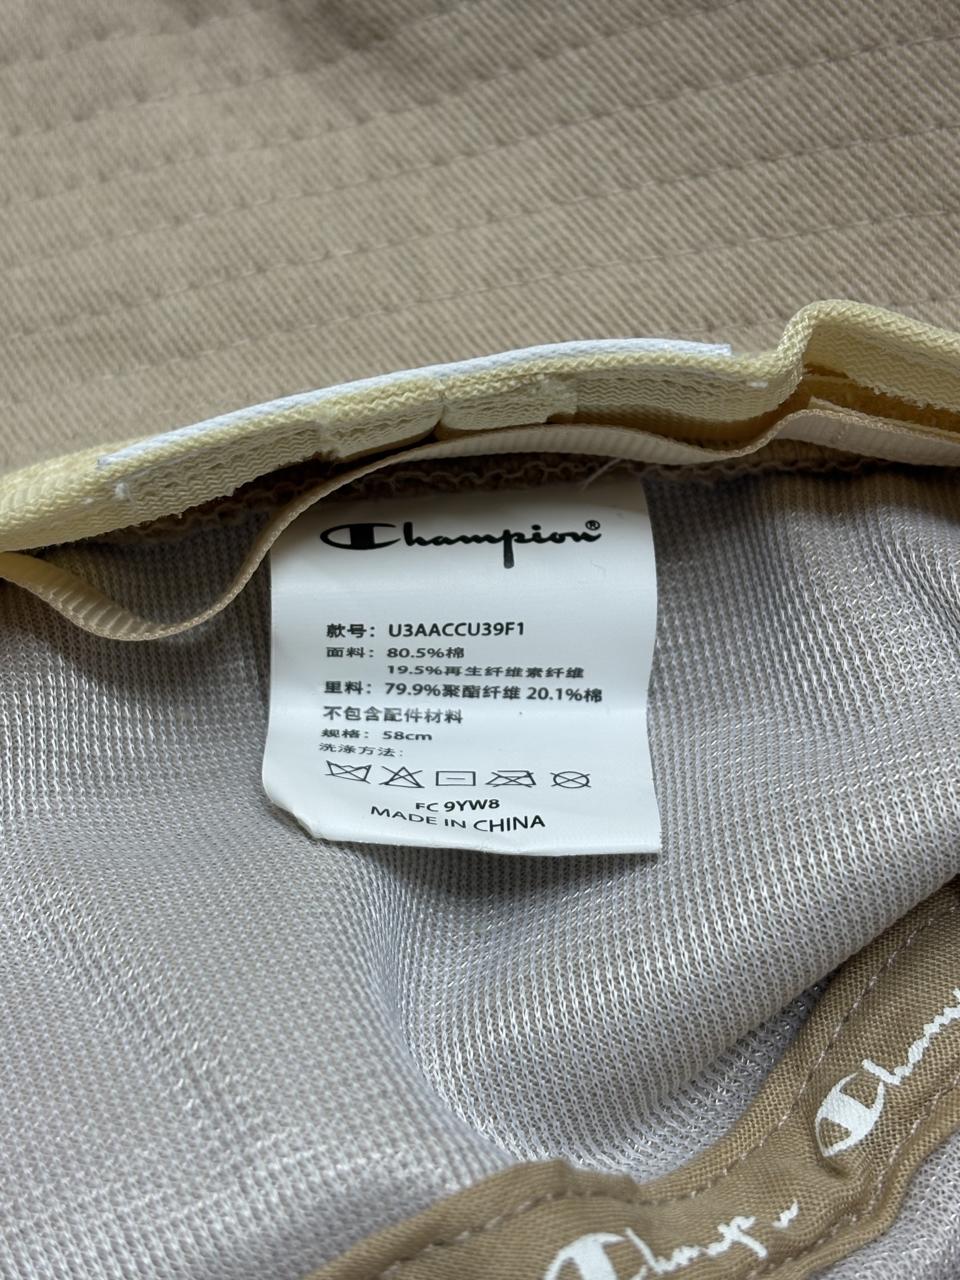 Champion®
款号：U3AACCU39F1
面料：80.5%棉
19.5%再生纤维素纤维
里料：79.9%聚酯纤维 20.1%棉
不包含配件材料
规格：58cm
洗涤方法：
FC 9YW8
MADE IN CHINA
Champ
Champion